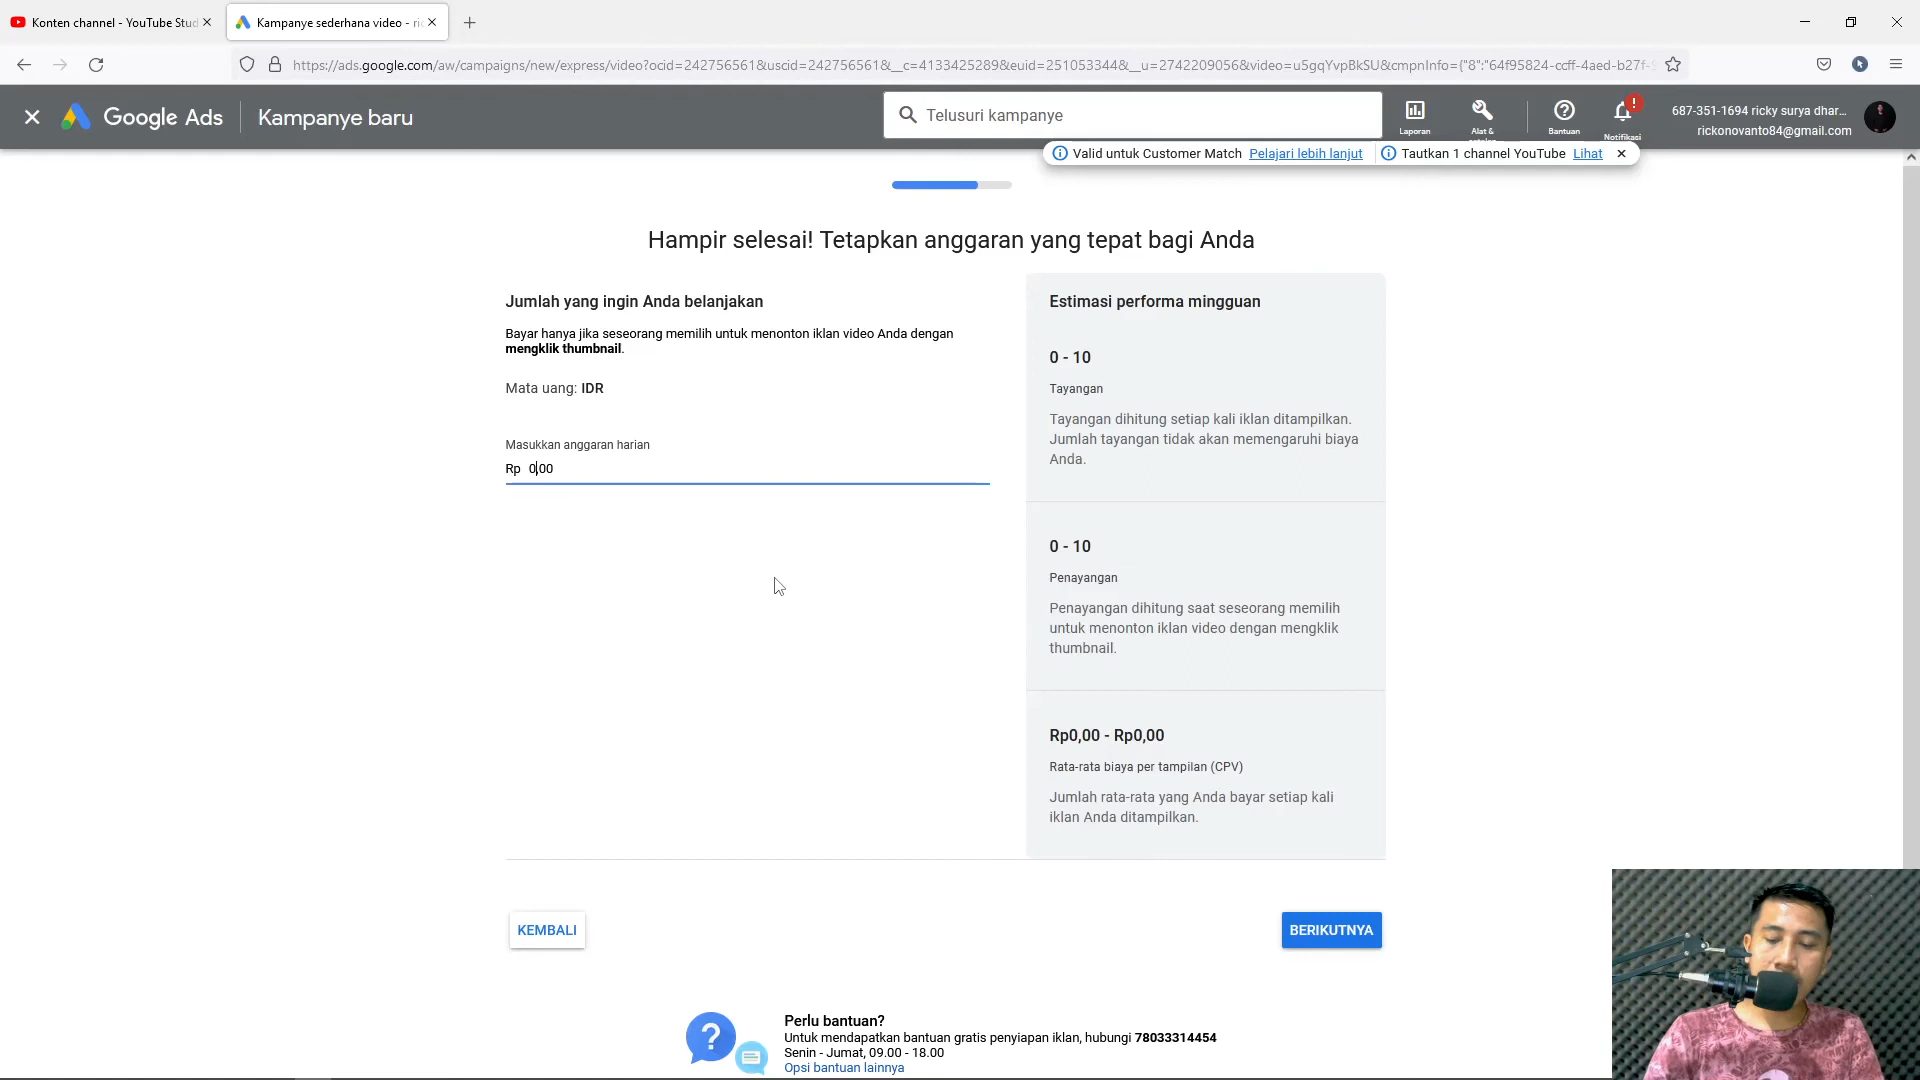 Konten channel - YouTube Stud
Kampanye sederhana video - ri
https://ads.google.com/aw/campaigns/new/express/video?ocid=242756561&uscid=242756561&__c=4133425289&euid=251053344&__u=2742209056&video=u5gqYvpBkSU&cmpnInfo={"8":"64f95824-ccff-4aed-b27f-9
Google Ads
Kampanye baru
Telusuri kampanye
Laporan
Alat &
Bantuan
Notifikasi
687-351-1694 ricky surya dhar...
rickonovanto84@gmail.com
Valid untuk Customer Match Pelajari lebih lanjut
Tautkan 1 channel YouTube Lihat
Hampir selesai! Tetapkan anggaran yang tepat bagi Anda
Jumlah yang ingin Anda belanjakan
Bayar hanya jika seseorang memilih untuk menonton iklan video Anda dengan
mengklik thumbnail.
Mata uang: IDR
Masukkan anggaran harian
Rp 0,00
Estimasi performa mingguan
0 - 10
Tayangan
Tayangan dihitung setiap kali iklan ditampilkan.
Jumlah tayangan tidak akan memengaruhi biaya
Anda.
0 - 10
Penayangan
Penayangan dihitung saat seseorang memilih
untuk menonton iklan video dengan mengklik
thumbnail.
Rp0,00 - Rp0,00
Rata-rata biaya per tampilan (CPV)
Jumlah rata-rata yang Anda bayar setiap kali
iklan Anda ditampilkan.
KEMBALI
BERIKUTNYA
Perlu bantuan?
Untuk mendapatkan bantuan gratis penyiapan iklan, hubungi 78033314454
Senin - Jumat, 09.00 - 18.00
Opsi bantuan lainnya